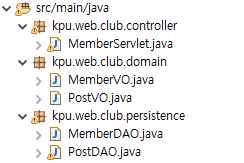 src/main/java
kpu.web.club.controller
MemberServlet.java
kpu.web.club.domain
MemberVO.java
PostVO.java
kpu.web.club.persistence
MemberDAO.java
PostDAO.java